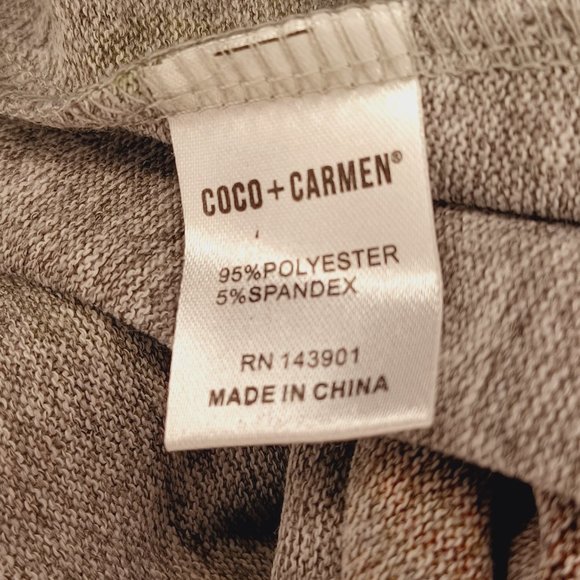 COCO+CARMEN®
95%POLYESTER
5%SPANDEX
RN 143901
MADE IN CHINA